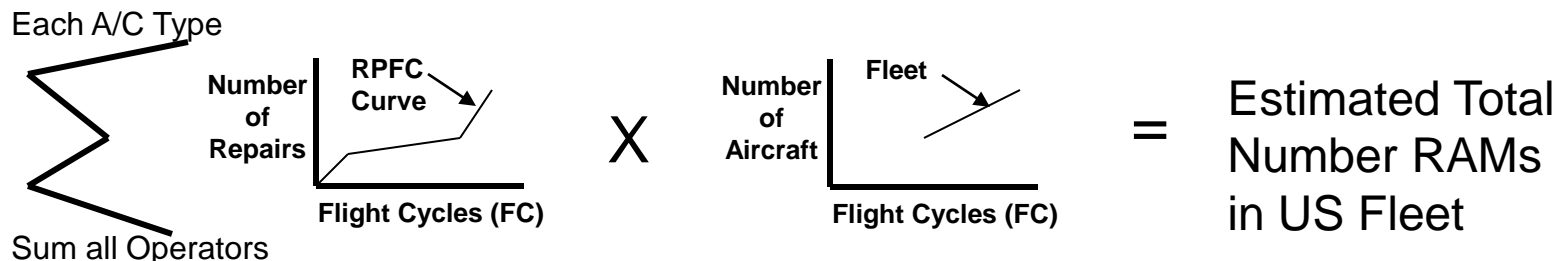 Each A/C Type
Sum all Operators
Number
of
Repairs
RPFC
Curve
Flight Cycles (FC)
X
Number
of
Aircraft
Fleet
Flight Cycles (FC)
=
Estimated Total
Number RAMs
in US Fleet